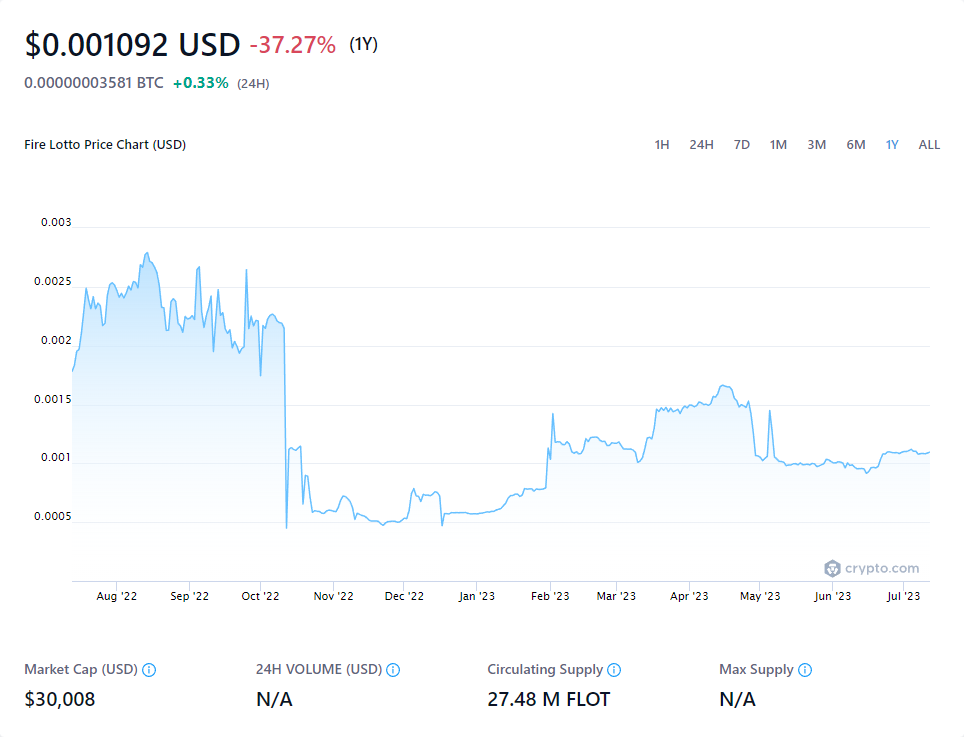 $0.001092 USD -37.27% (1Y)
0.00000003581 BTC +0.33% (24H)
Fire Lotto Price Chart (USD) 1H 24H 7D 1M 3M 6M 1Y ALL
0.003
0.0025
0.002
0.0015
0.001
0.0005
crypto.com
Aug '22 Sep '22 Oct '22 Nov '22 Dec '22 Jan '23 Feb '23 Mar '23 Apr '23 May '23 Jun '23 Jul '23
Market Cap (USD) 24H VOLUME (USD) Circulating Supply Max Supply
$30,008 N/A 27.48 M FLOT N/A